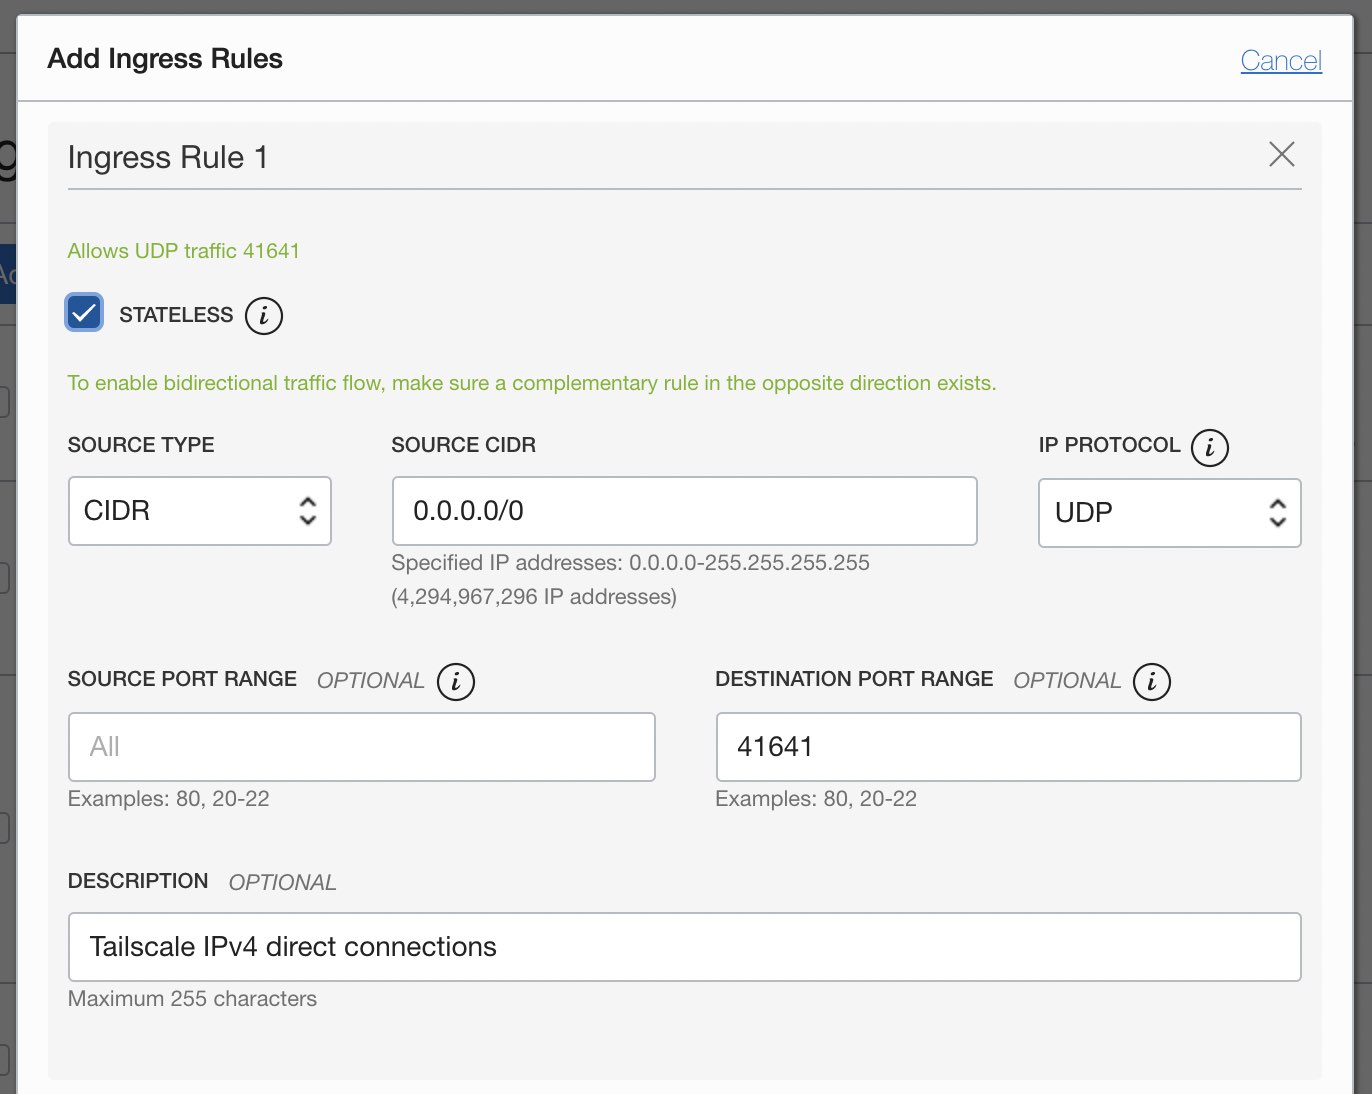 Add Ingress Rules
Cancel
Ingress Rule 1
Allows UDP traffic 41641
STATELESS
To enable bidirectional traffic flow, make sure a complementary rule in the opposite direction exists.
SOURCE TYPE
SOURCE CIDR
IP PROTOCOL
CIDR
0.0.0.0/0
UDP
Specified IP addresses: 0.0.0.0-255.255.255.255
(4,294,967,296 IP addresses)
SOURCE PORT RANGE OPTIONAL
DESTINATION PORT RANGE OPTIONAL
All
41641
Examples: 80, 20-22
Examples: 80, 20-22
DESCRIPTION OPTIONAL
Tailscale IPv4 direct connections
Maximum 255 characters